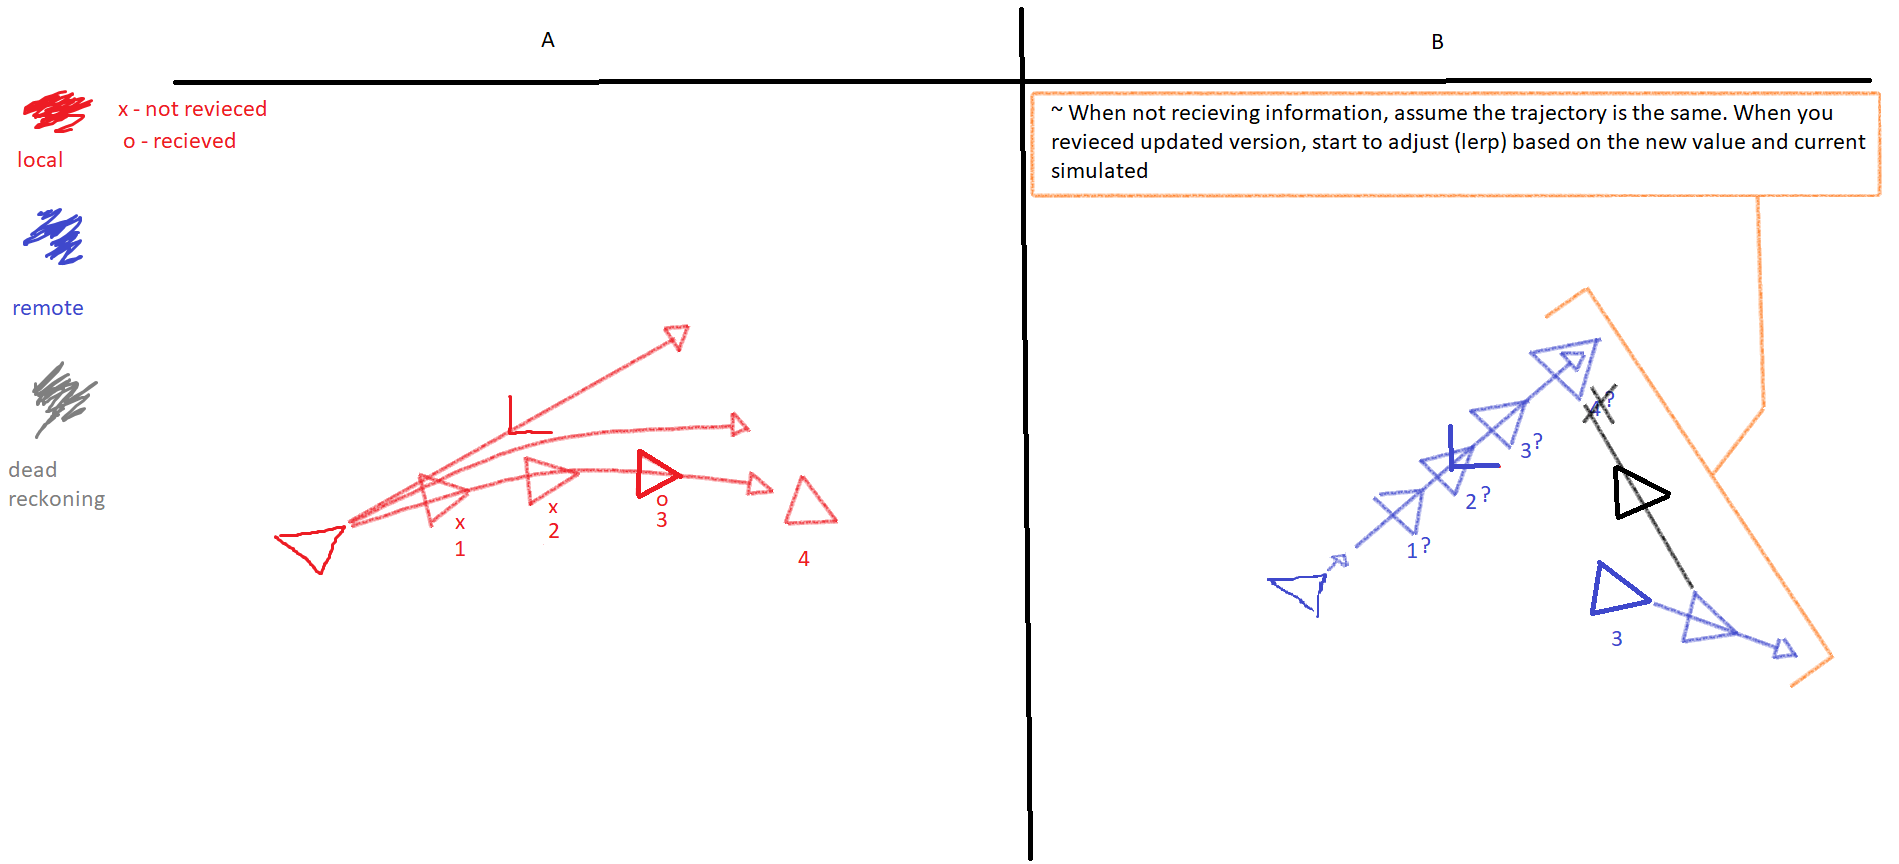 A
B
x - not revieced
o - recieved
local
~ When not recieving information, assume the trajectory is the same. When you
revieced updated version, start to adjust (lerp) based on the new value and current
simulated
remote
dead
reckoning
x
1
x
2
o
3
4
1?
2?
3?
4?
3